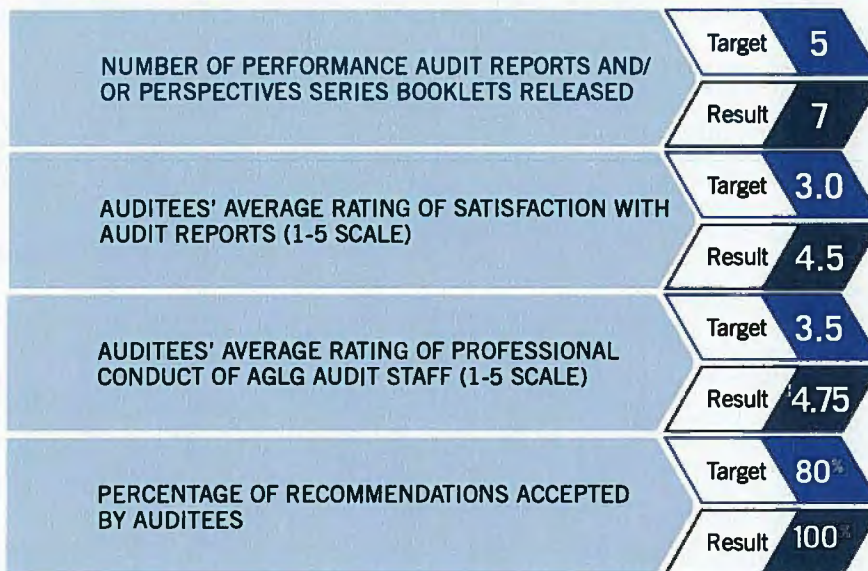 NUMBER OF PERFORMANCE AUDIT REPORTS AND/
OR PERSPECTIVES SERIES BOOKLETS RELEASED
Target 5
Result 7
AUDITEES' AVERAGE RATING OF SATISFACTION WITH
AUDIT REPORTS (1-5 SCALE)
Target 3.0
Result 4.5
AUDITEES' AVERAGE RATING OF PROFESSIONAL
CONDUCT OF AGLG AUDIT STAFF (1-5 SCALE)
Target 3.5
Result 4.75
PERCENTAGE OF RECOMMENDATIONS ACCEPTED
BY AUDITEES
Target 80%
Result 100%